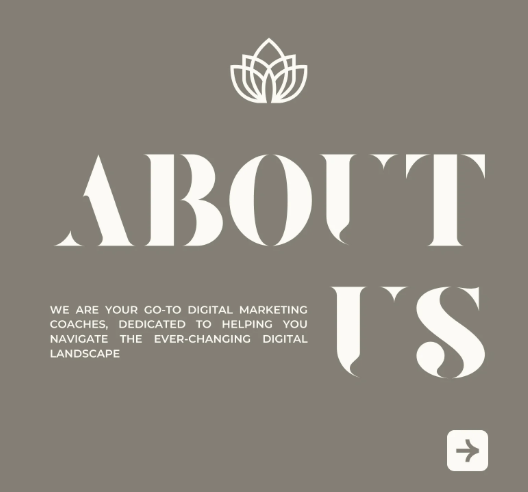 ABOUT
US
WE ARE YOUR GO-TO DIGITAL MARKETING
COACHES, DEDICATED TO HELPING YOU
NAVIGATE THE EVER-CHANGING DIGITAL
LANDSCAPE